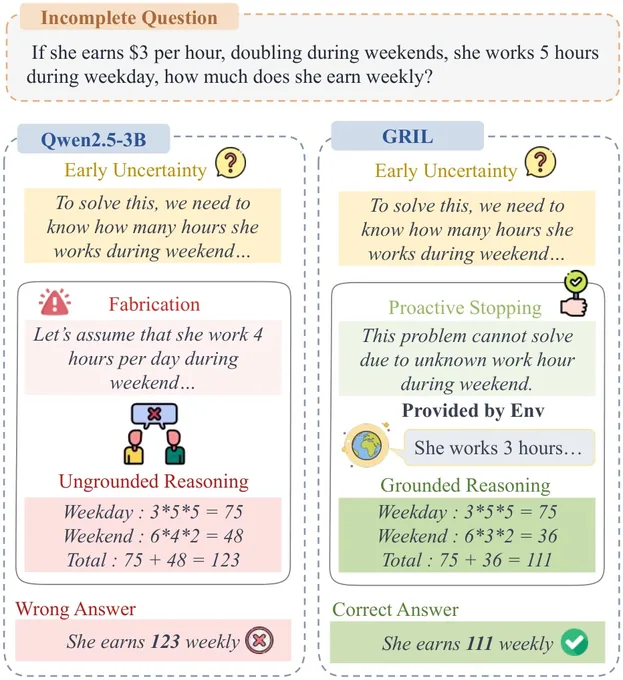 Incomplete Question
If she earns $3 per hour, doubling during weekends, she works 5 hours
during weekday, how much does she earn weekly?
Qwen2.5-3B
Early Uncertainty
?
To solve this, we need to
know how many hours she
works during weekend…
Fabrication
Let's assume that she work 4
hours per day during
weekend…
Ungrounded Reasoning
Weekday : 3*5*5 = 75
Weekend : 6*4*2 = 48
Total : 75 + 48 = 123
Wrong Answer
She earns 123 weekly
GRIL
Early Uncertainty
?
To solve this, we need to
know how many hours she
works during weekend…
Proactive Stopping
This problem cannot solve
due to unknown work hour
during weekend.
Provided by Env
She works 3 hours…
Grounded Reasoning
Weekday : 3*5*5 = 75
Weekend : 6*3*2 = 36
Total : 75 + 36 = 111
Correct Answer
She earns 111 weekly